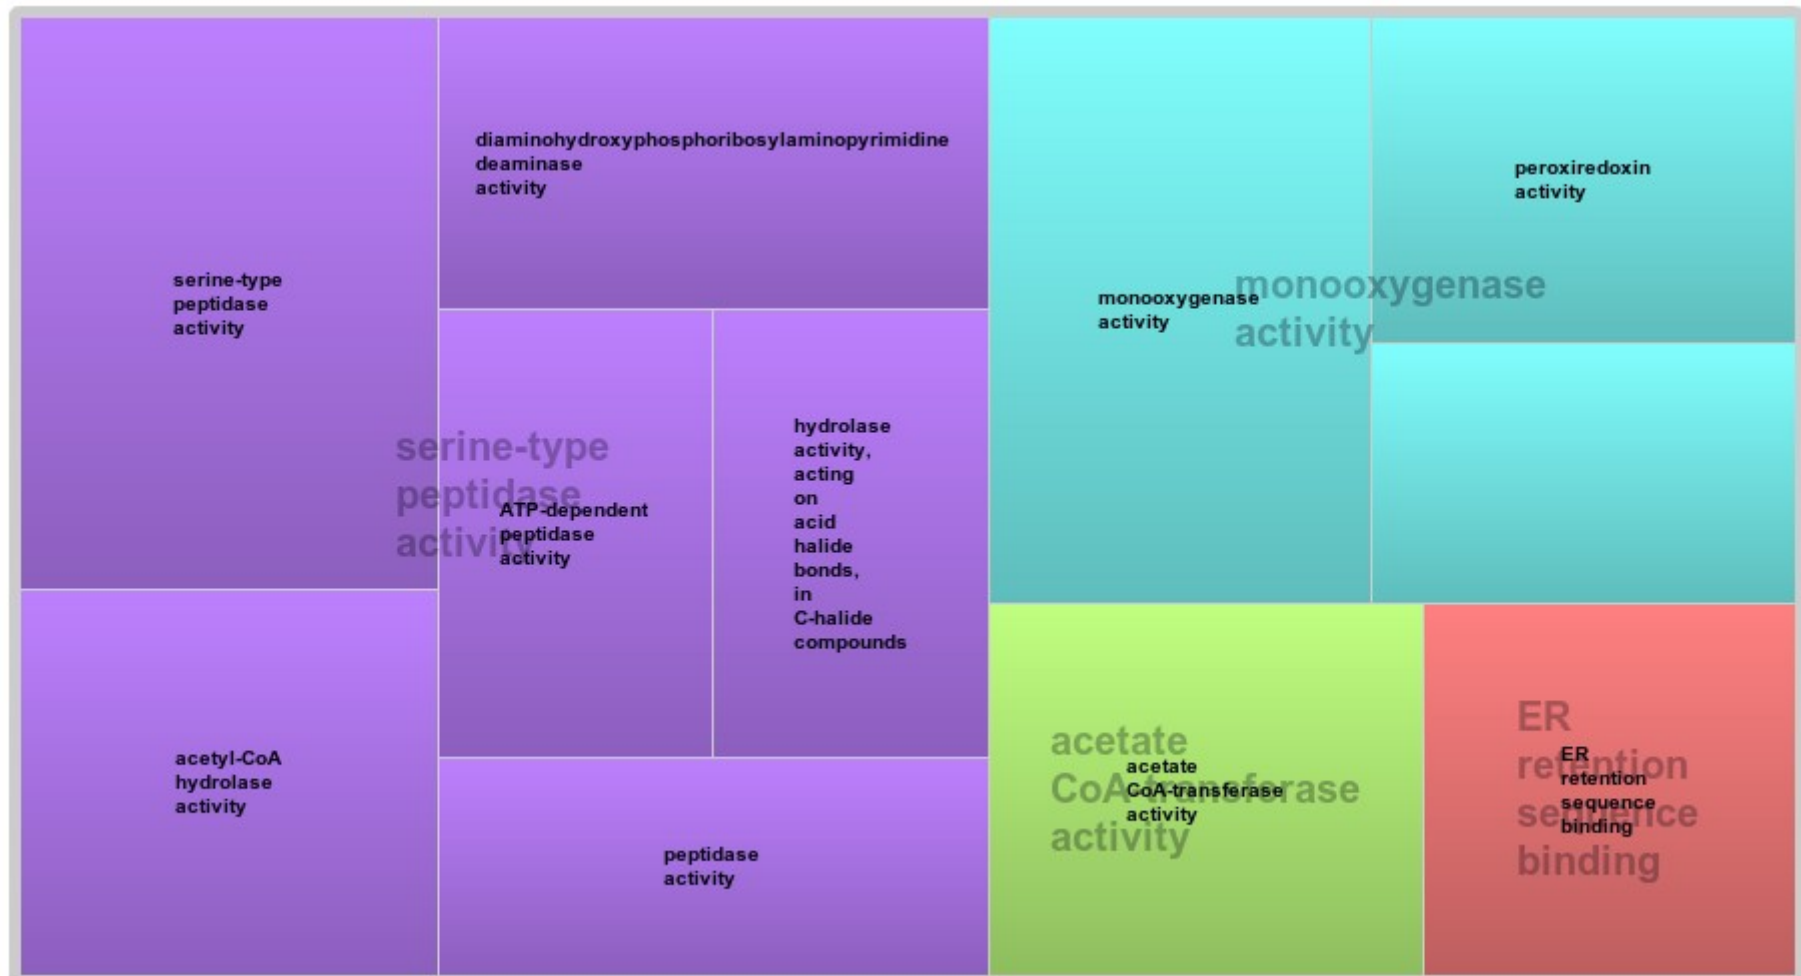 serine-type
peptidase
activity
diaminohydroxyphosphoribosylaminopyrimidine
deaminase
activity
monooxygenase
activity
peroxiredoxin
activity
monooxygenase
activity
serine-type
peptidase
activity
ATP-dependent
peptidase
activity
hydrolase
activity,
acting
on
acid
halide
bonds,
in
C-halide
compounds
acetyl-CoA
hydrolase
activity
peptidase
activity
acetate
CoA-transferase
activity
acetate
CoA-transferase
activity
ER
retention
sequence
binding
ER
retention
sequence
binding